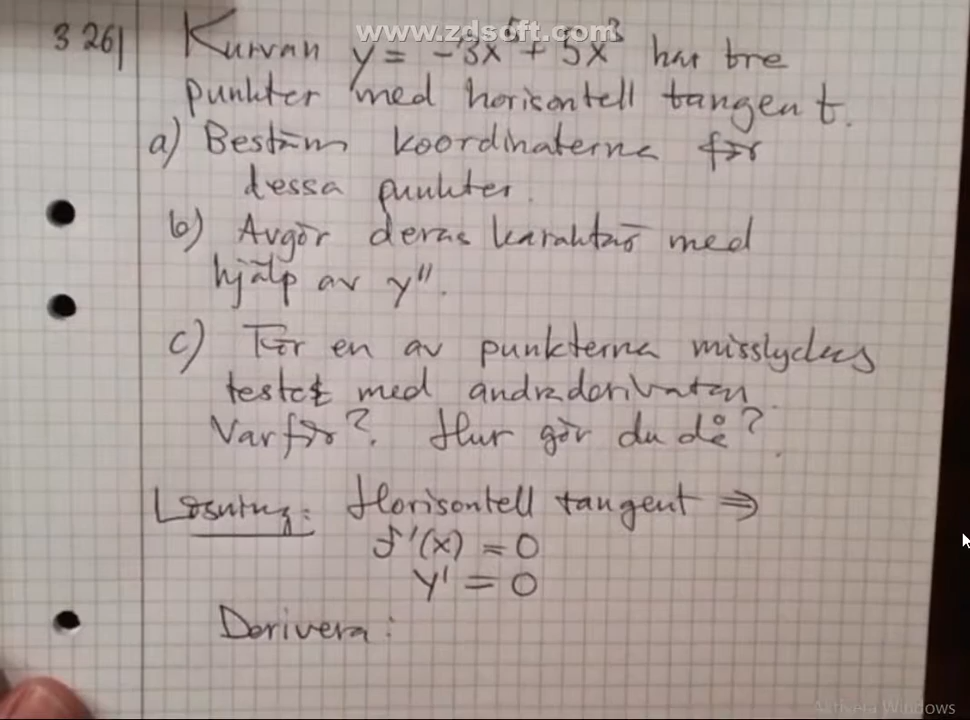 www.zdsoft.com
3 261 Kurvan y = -3x⁵ + 5x³ har tre
punkter med horisontell tangent.
a) Bestäm koordinaterna för
dessa punkter.
b) Avgör deras karaktär med
hjälp av y''.
c) För en av punkterna misslyckas
testet med andraderivatan.
Varför? Hur gör du då?
Lösning: Horisontell tangent ⇒
f'(x) = 0
y' = 0
Derivera:
Aktivera Windows